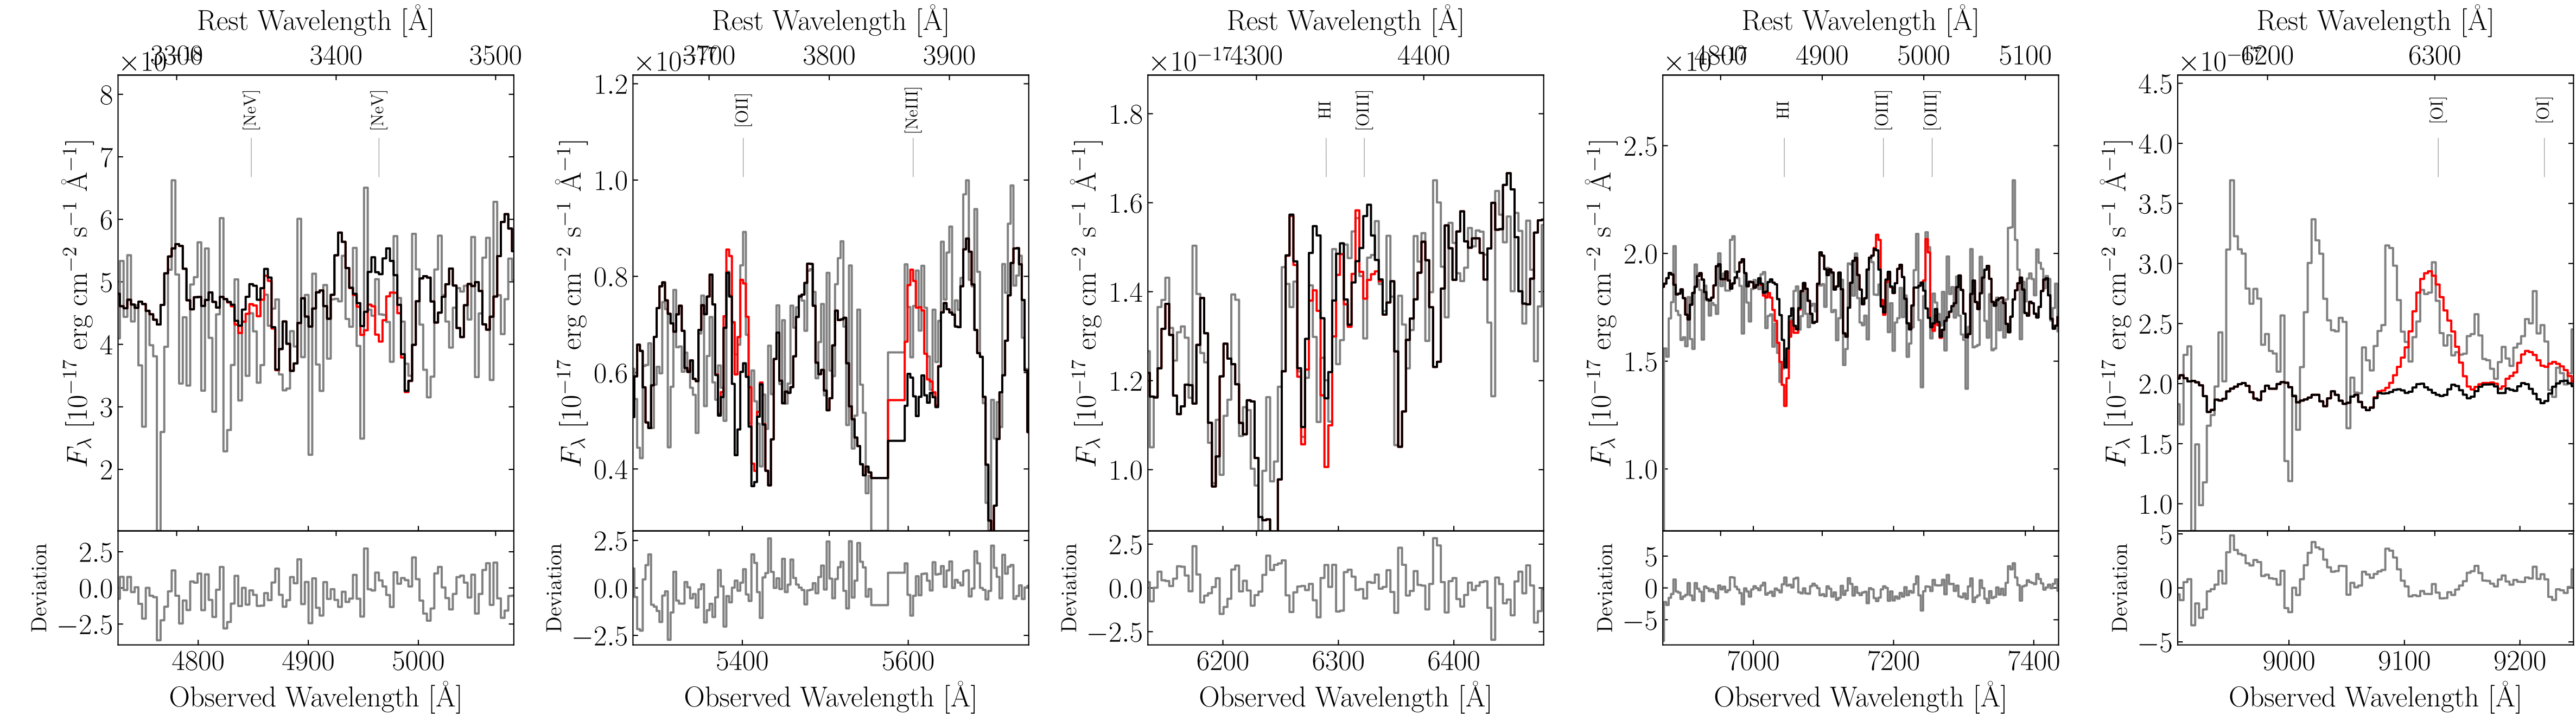 Rest Wavelength [Å] Rest Wavelength [Å] Rest Wavelength [Å] Rest Wavelength [Å] Rest Wavelength [Å]
3400 3500
3800 3900
×10⁻¹⁷ 4300 4400
4900 5000 5100
6200 6300
[NeV] [NeV]
[OII] [NeIII]
HI [OIII]
HI [OIII] [OIII]
[OI] [OI]
F_λ [10⁻¹⁷ erg cm⁻² s⁻¹ Å⁻¹]
8
7
6
5
4
3
2
F_λ [10⁻¹⁷ erg cm⁻² s⁻¹ Å⁻¹]
1.2
1.0
0.8
0.6
0.4
F_λ [10⁻¹⁷ erg cm⁻² s⁻¹ Å⁻¹]
1.8
1.6
1.4
1.2
1.0
F_λ [10⁻¹⁷ erg cm⁻² s⁻¹ Å⁻¹]
2.5
2.0
1.5
1.0
F_λ [10⁻¹⁷ erg cm⁻² s⁻¹ Å⁻¹]
4.5
4.0
3.5
3.0
2.5
2.0
1.5
1.0
Deviation
2.5
0.0
−2.5
Deviation
2.5
0.0
−2.5
Deviation
2.5
0.0
−2.5
Deviation
5
0
−5
Deviation
5
0
−5
4800 4900 5000
5400 5600
6200 6300 6400
7000 7200 7400
9000 9100 9200
Observed Wavelength [Å] Observed Wavelength [Å] Observed Wavelength [Å] Observed Wavelength [Å] Observed Wavelength [Å]